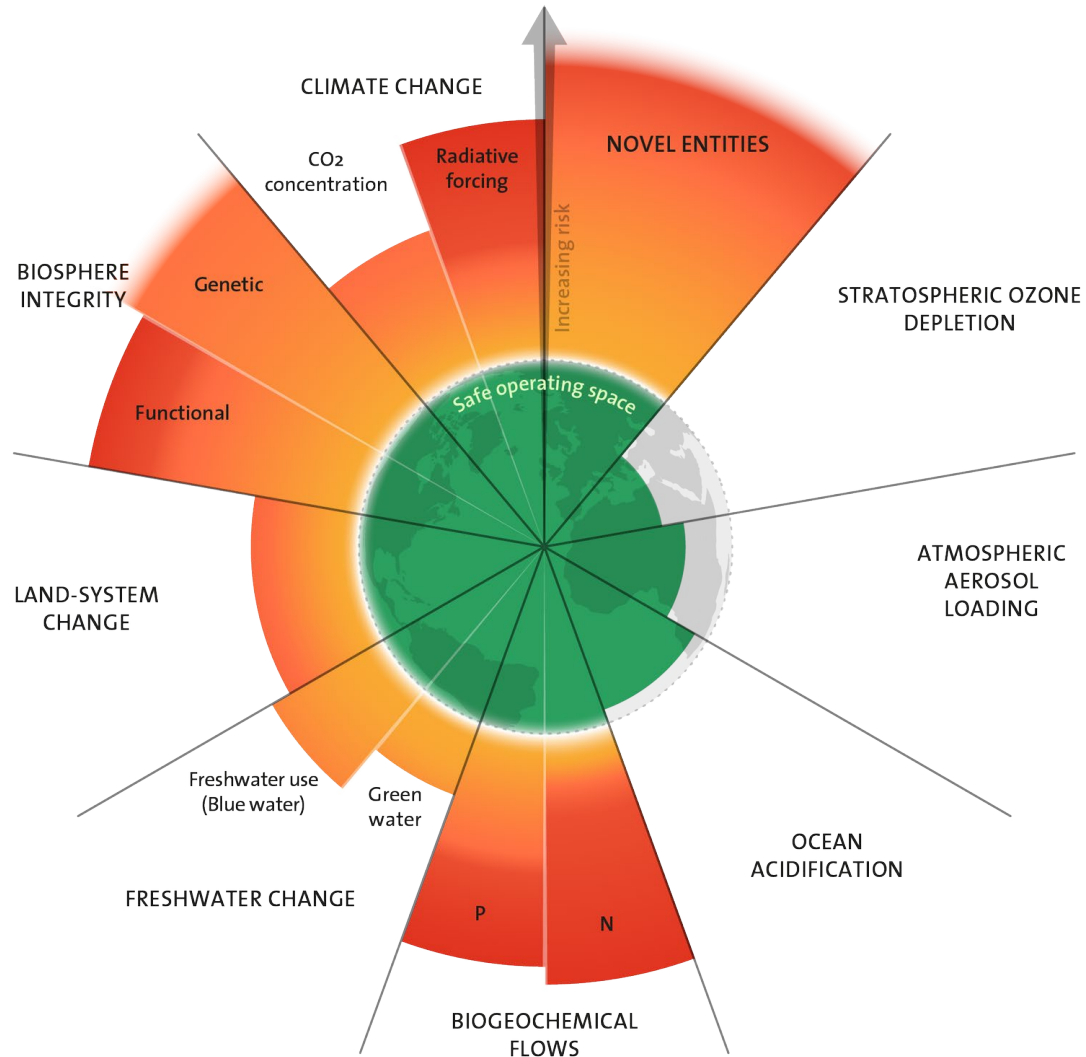 CLIMATE CHANGE
CO2
concentration
Radiative
forcing
NOVEL ENTITIES
Increasing risk
BIOSPHERE
INTEGRITY
Genetic
Functional
STRATOSPHERIC OZONE
DEPLETION
Safe operating space
ATMOSPHERIC
AEROSOL
LOADING
LAND-SYSTEM
CHANGE
Freshwater use
(Blue water)
Green
water
FRESHWATER CHANGE
OCEAN
ACIDIFICATION
P
N
BIOGEOCHEMICAL
FLOWS